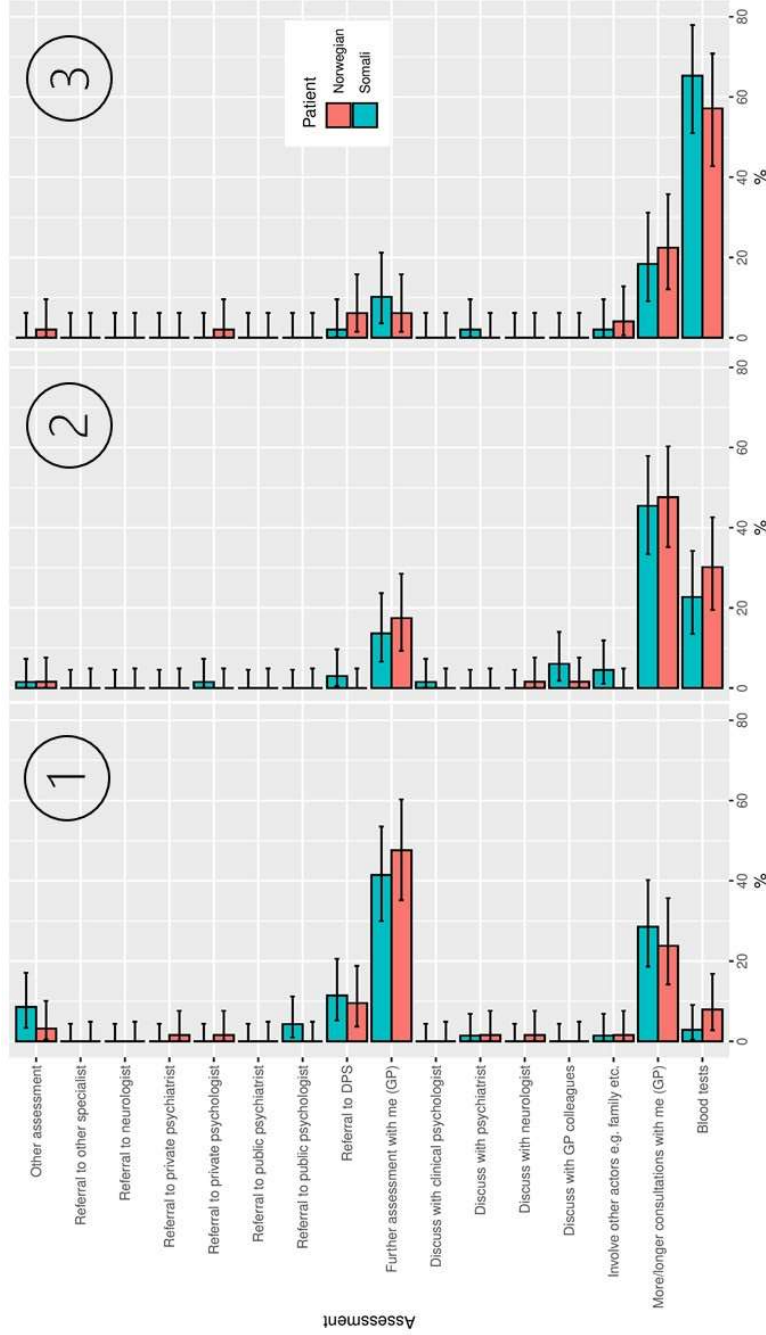 1
2
3
Patient
Norwegian
Somali
Assessment
Other assessment
Referral to other specialist
Referral to neurologist
Referral to private psychiatrist
Referral to private psychologist
Referral to public psychiatrist
Referral to public psychologist
Referral to DPS
Further assessment with me (GP)
Discuss with clinical psychologist
Discuss with psychiatrist
Discuss with neurologist
Discuss with GP colleagues
Involve other actors e.g. family etc.
More/longer consultations with me (GP)
Blood tests
0 20 40 60 80
%
0 20 40 60 80
%
0 20 40 60 80
%